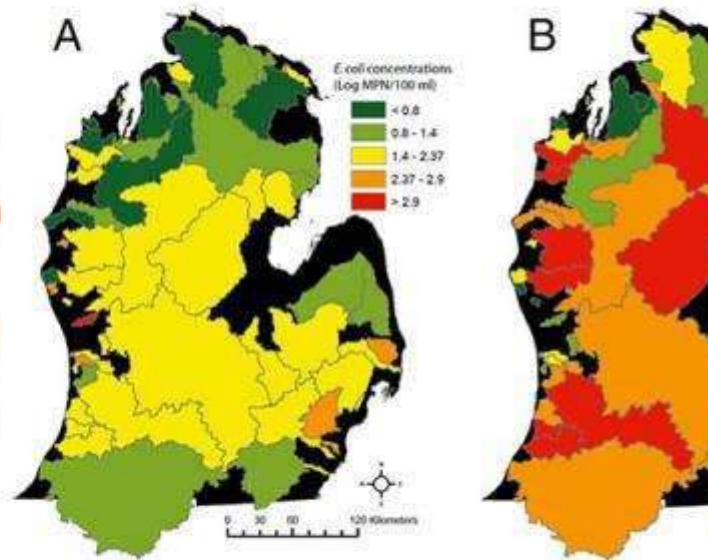 A
B
E. coli concentrations
(Log MPN/100 ml)
< 0.8
0.8 - 1.4
1.4 - 2.37
2.37 - 2.9
> 2.9
0 30 60 120 Kilometers